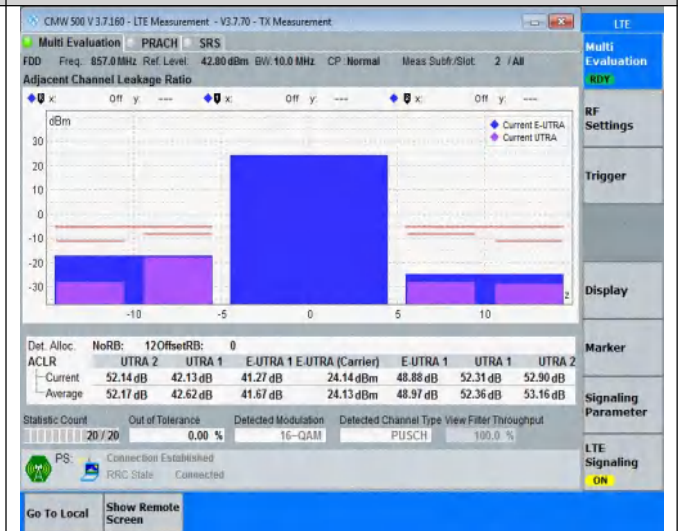 CMW 500 V 3.7.160 - LTE Measurement - V3.7.70 - TX Measurement
LTE
Multi Evaluation PRACH SRS
Multi Evaluation
RDY
FDD Freq.: 857.0 MHz Ref. Level: 42.80 dBm BW: 10.0 MHz CP: Normal Meas Subfr./Slot: 2 / All
Adjacent Channel Leakage Ratio
x: Off y: --- x: Off y: --- x: Off y: ---
RF Settings
dBm
Current E-UTRA
Current UTRA
30
20
10
0
-10
-20
-30
Trigger
-10 -5 0 5 10
2
Display
Det. Alloc. NoRB: 12OffsetRB: 0
Marker
ACLR UTRA 2 UTRA 1 E-UTRA 1 E-UTRA (Carrier) E-UTRA 1 UTRA 1 UTRA 2
Current 52.14 dB 42.13 dB 41.27 dB 24.14 dBm 48.88 dB 52.31 dB 52.90 dB
Average 52.17 dB 42.62 dB 41.67 dB 24.13 dBm 48.97 dB 52.36 dB 53.16 dB
Signaling Parameter
Statistic Count Out of Tolerance Detected Modulation Detected Channel Type View Filter Throughput
20 / 20 0.00 % 16-QAM PUSCH 100.0 %
PS: Connection Established
RRC State Connected
LTE Signaling
ON
Go To Local Show Remote Screen